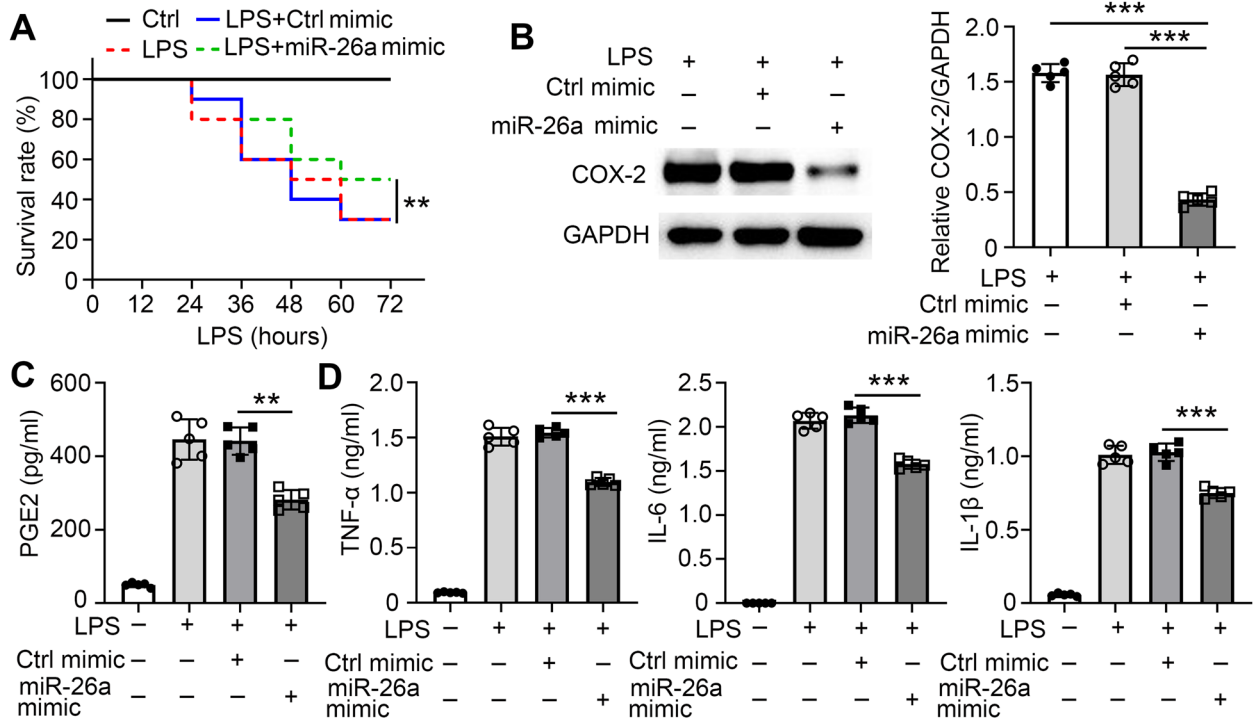 A
Ctrl
LPS+Ctrl mimic
LPS
LPS+miR-26a mimic
Survival rate (%)
100
80
60
40
20
0
**
0 12 24 36 48 60 72
LPS (hours)
B
LPS + + +
Ctrl mimic – + –
miR-26a mimic – – +
COX-2
GAPDH
Relative COX-2/GAPDH
2.0
1.5
1.0
0.5
0
***
***
LPS + + +
Ctrl mimic – + –
miR-26a mimic – – +
C
PGE2 (pg/ml)
600
400
200
0
**
LPS – + + +
Ctrl mimic – – + –
miR-26a – – – +
mimic
D
TNF-α (ng/ml)
2.0
1.5
1.0
0.5
0
***
LPS – + + +
Ctrl mimic – – + –
miR-26a – – – +
mimic
IL-6 (ng/ml)
2.5
2.0
1.5
1.0
0.5
0
***
LPS – + + +
Ctrl mimic – – + –
miR-26a – – – +
mimic
IL-1β (ng/ml)
1.5
1.0
0.5
0
***
LPS – + + +
Ctrl mimic – – + –
miR-26a – – – +
mimic